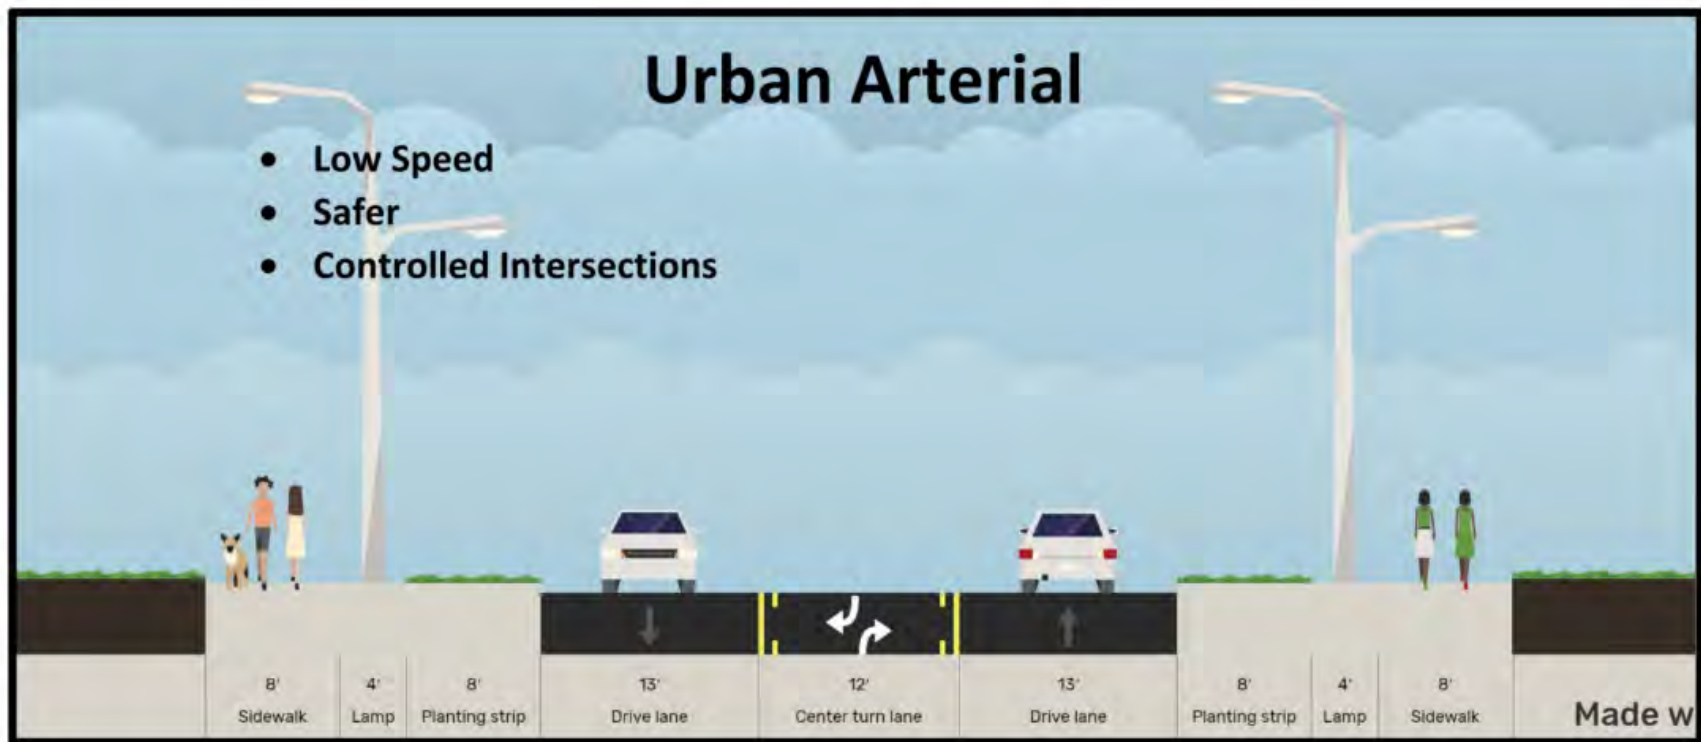 Urban Arterial
• Low Speed
• Safer
• Controlled Intersections
8' 4' 8' 13' 12' 13' 8' 4' 8'
Sidewalk Lamp Planting strip Drive lane Center turn lane Drive lane Planting strip Lamp Sidewalk
Made w